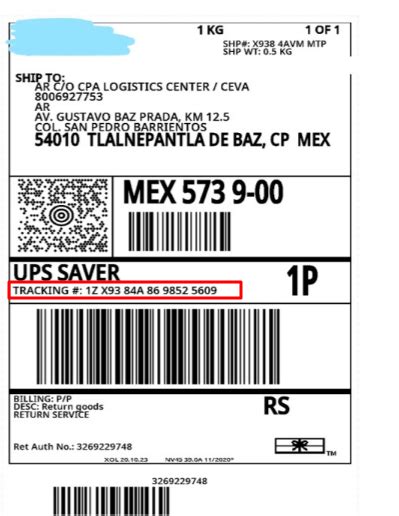 1 KG 1 OF 1
SHP#: X938 4AVM MTP
SHP WT: 0.5 KG
SHIP TO:
AR C/O CPA LOGISTICS CENTER / CEVA
8006927753
AR
AV. GUSTAVO BAZ PRADA, KM 12.5
COL. SAN PEDRO BARRIENTOS
54010 TLALNEPANTLA DE BAZ, CP MEX
MEX 573 9-00
UPS SAVER
TRACKING #: 1Z X93 84A 86 9852 5609
1P
BILLING: P/P
DESC: Return goods
RETURN SERVICE
RS
Ret Auth No.: 3269229748
TM
XOL 20.10.23 NV45 30.0A 11/2020*
3269229748